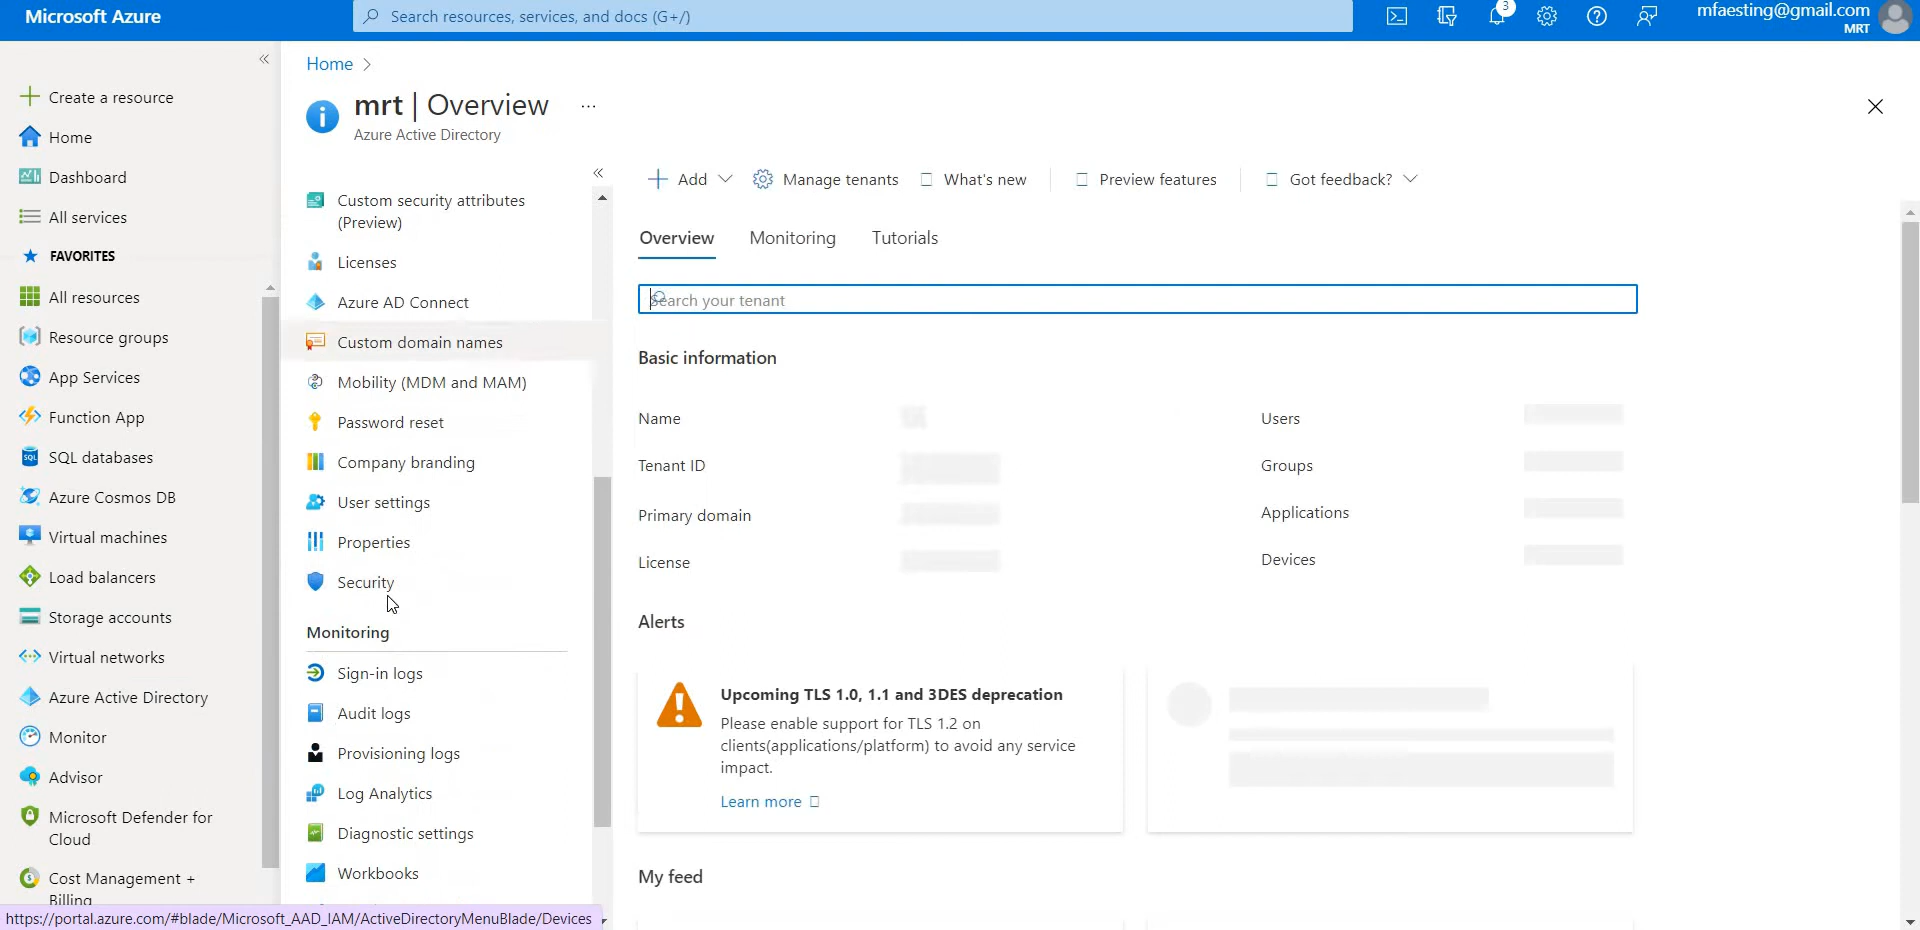 Microsoft Azure
Search resources, services, and docs (G+/)
3
mfaesting@gmail.com
MRT
Create a resource
Home
Dashboard
All services
FAVORITES
All resources
Resource groups
App Services
Function App
SQL databases
Azure Cosmos DB
Virtual machines
Load balancers
Storage accounts
Virtual networks
Azure Active Directory
Monitor
Advisor
Microsoft Defender for
Cloud
Cost Management +
Billing
https://portal.azure.com/#blade/Microsoft_AAD_IAM/ActiveDirectoryMenuBlade/Devices
Home >
mrt | Overview ...
Azure Active Directory
Custom security attributes
(Preview)
Licenses
Azure AD Connect
Custom domain names
Mobility (MDM and MAM)
Password reset
Company branding
User settings
Properties
Security
Monitoring
Sign-in logs
Audit logs
Provisioning logs
Log Analytics
Diagnostic settings
Workbooks
Add
Manage tenants
What's new
Preview features
Got feedback?
Overview
Monitoring
Tutorials
Search your tenant
Basic information
Name
Tenant ID
Primary domain
License
Users
Groups
Applications
Devices
Alerts
Upcoming TLS 1.0, 1.1 and 3DES deprecation
Please enable support for TLS 1.2 on
clients(applications/platform) to avoid any service
impact.
Learn more
My feed